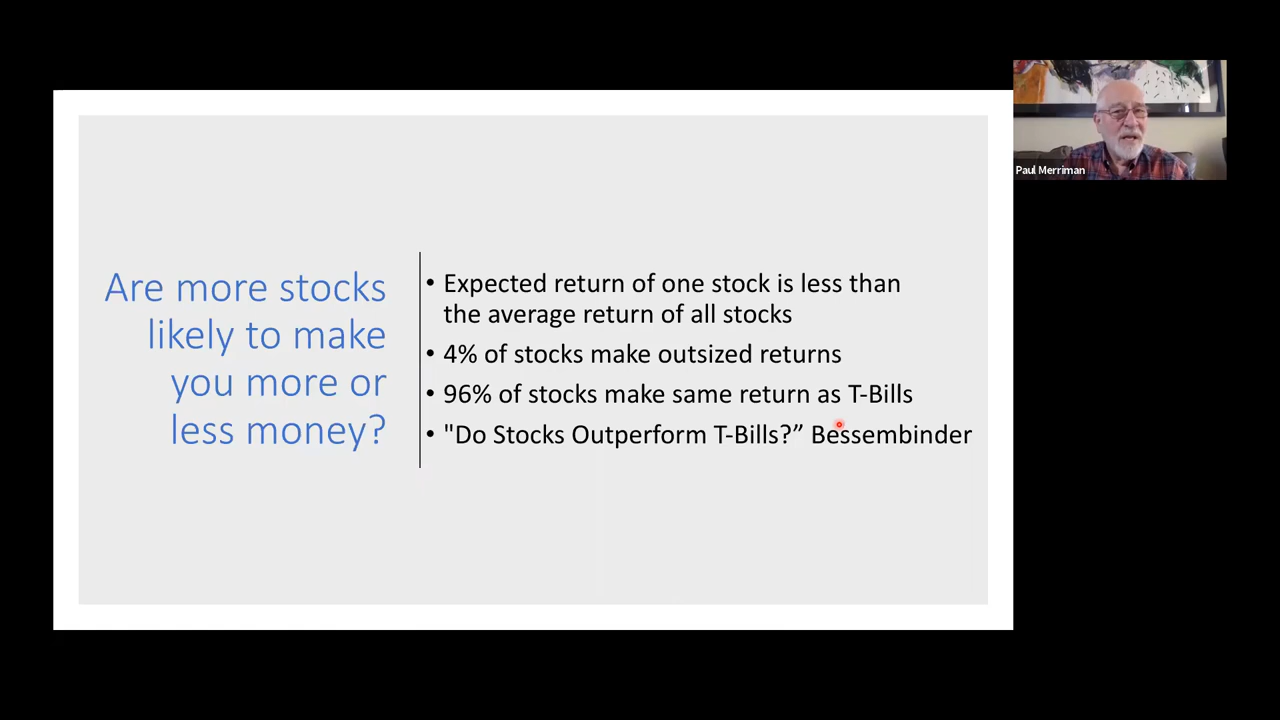 Are more stocks
likely to make
you more or
less money?
• Expected return of one stock is less than
the average return of all stocks
• 4% of stocks make outsized returns
• 96% of stocks make same return as T-Bills
• "Do Stocks Outperform T-Bills?” Bessembinder
Paul Merriman